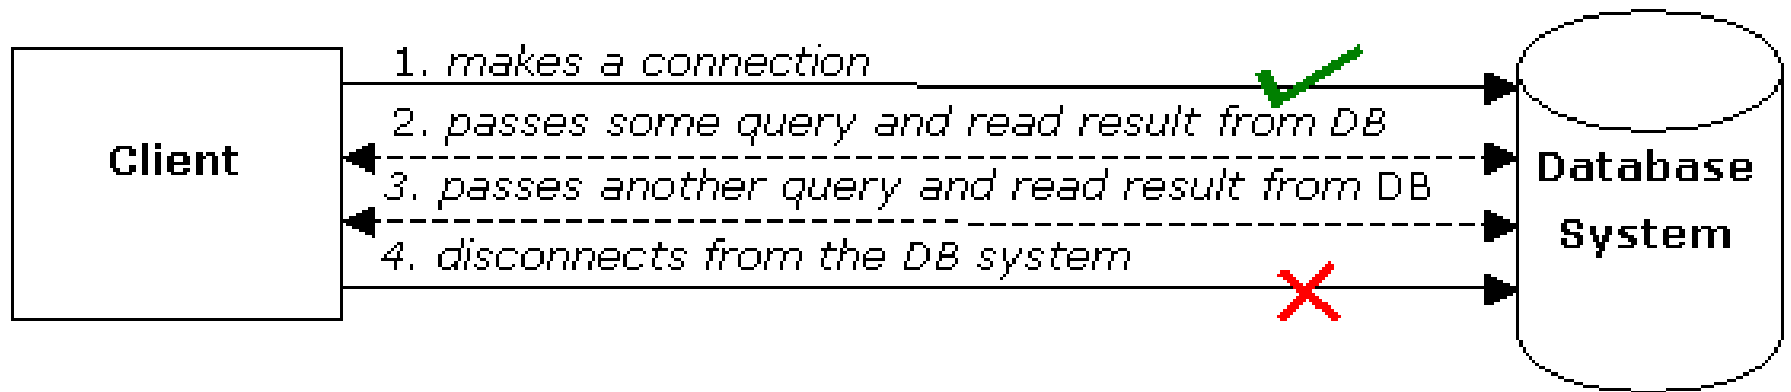 1. makes a connection
2. passes some query and read result from DB
Client
3. passes another query and read result from DB
4. disconnects from the DB system
Database
System